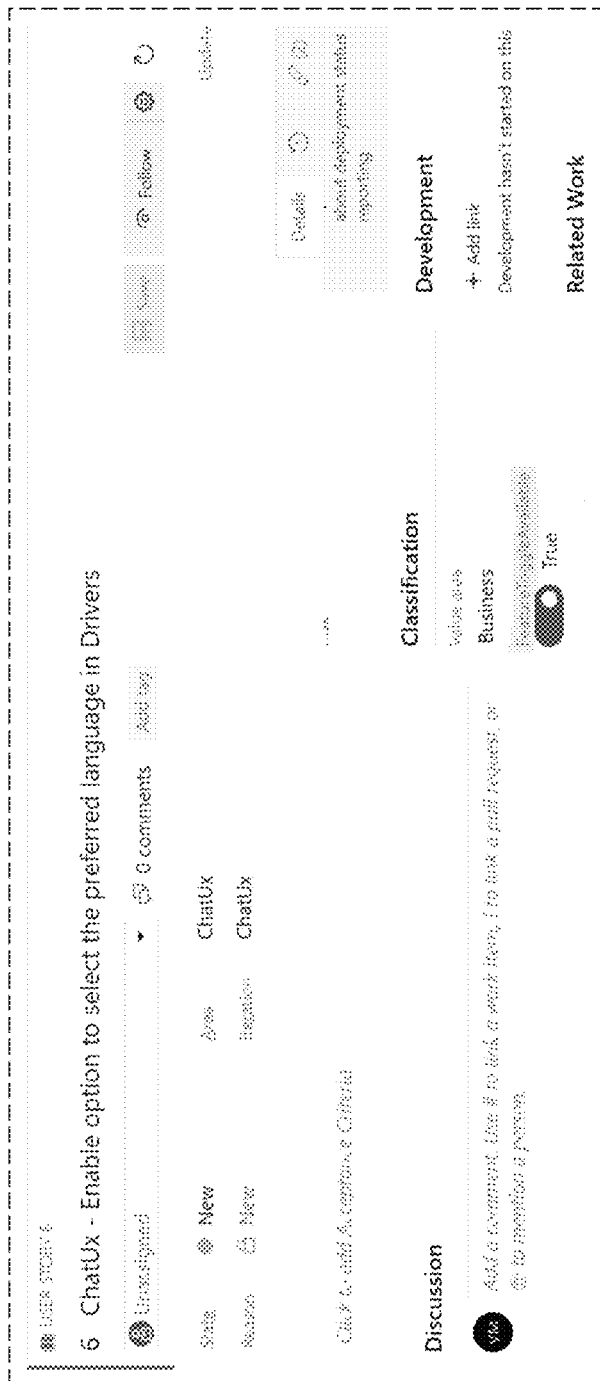 USER STORY 6
6 ChatUx - Enable option to select the preferred language in Drivers
Unassigned
0 comments
Add tag
Save
Follow
State
New
Area
ChatUx
Update
Reason
New
Iteration
ChatUx
Details
(2)
Click to add Acceptance Criteria
about deployment status
reporting
Discussion
Add a comment. Use # to link a work item, ! to link a pull request, or
@ to mention a person.
Classification
Value area
Business
True
Development
+ Add link
Development hasn't started on this
Related Work